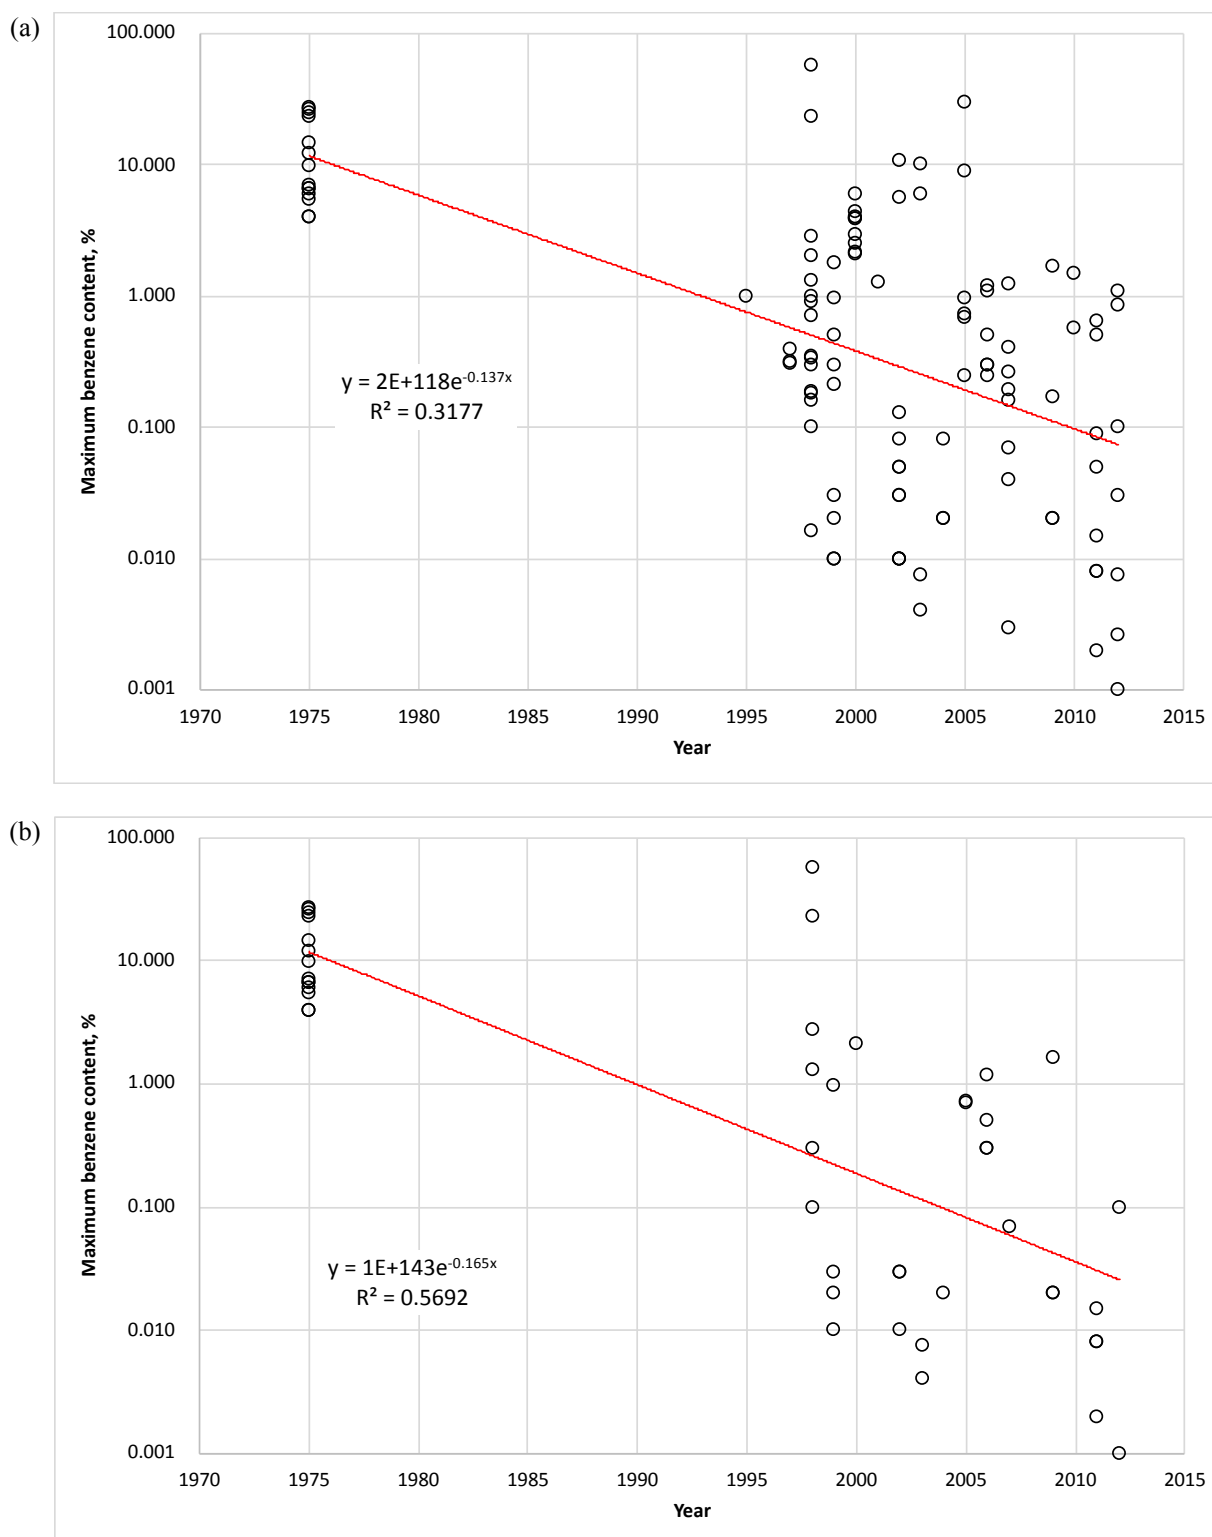 (a)
100.000
10.000
1.000
0.100
0.010
0.001
Maximum benzene content, %
y = 2E+118e^-0.137x
R² = 0.3177
1970 1975 1980 1985 1990 1995 2000 2005 2010 2015
Year
(b)
100.000
10.000
1.000
0.100
0.010
0.001
Maximum benzene content, %
y = 1E+143e^-0.165x
R² = 0.5692
1970 1975 1980 1985 1990 1995 2000 2005 2010 2015
Year